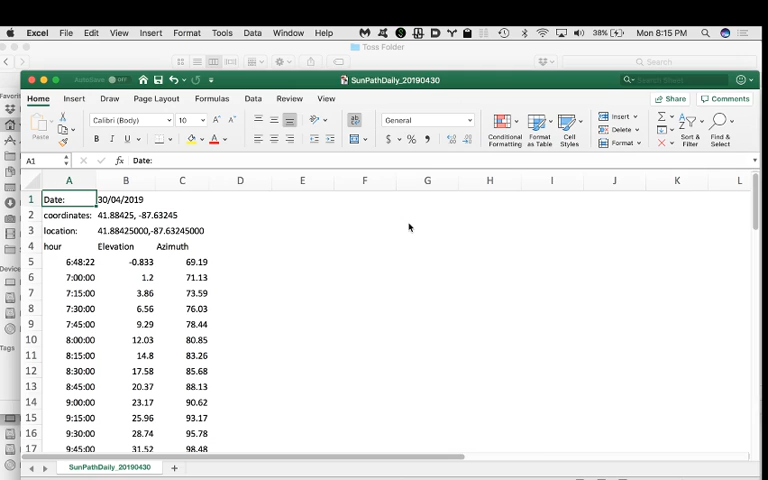 Excel File Edit View Insert Format Tools Data Window Help 38% Mon 8:15 PM
Toss Folder
Search
AutoSave OFF SunPathDaily_20190430 Search Sheet
Home Insert Draw Page Layout Formulas Data Review View Share Comments
Paste Calibri (Body) 10 A A General Conditional Formatting Format as Table Cell Styles Insert Delete Format Sort & Filter Find & Select
B I U A $ %
A1 fx Date:
A B C D E F G H I J K L
1 Date: 30/04/2019
2 coordinates: 41.88425, -87.63245
3 location: 41.88425000,-87.63245000
4 hour Elevation Azimuth
5 6:48:22 -0.833 69.19
6 7:00:00 1.2 71.13
7 7:15:00 3.86 73.59
8 7:30:00 6.56 76.03
9 7:45:00 9.29 78.44
10 8:00:00 12.03 80.85
11 8:15:00 14.8 83.26
12 8:30:00 17.58 85.68
13 8:45:00 20.37 88.13
14 9:00:00 23.17 90.62
15 9:15:00 25.96 93.17
16 9:30:00 28.74 95.78
17 9:45:00 31.52 98.48
SunPathDaily_20190430
Devices
Tags